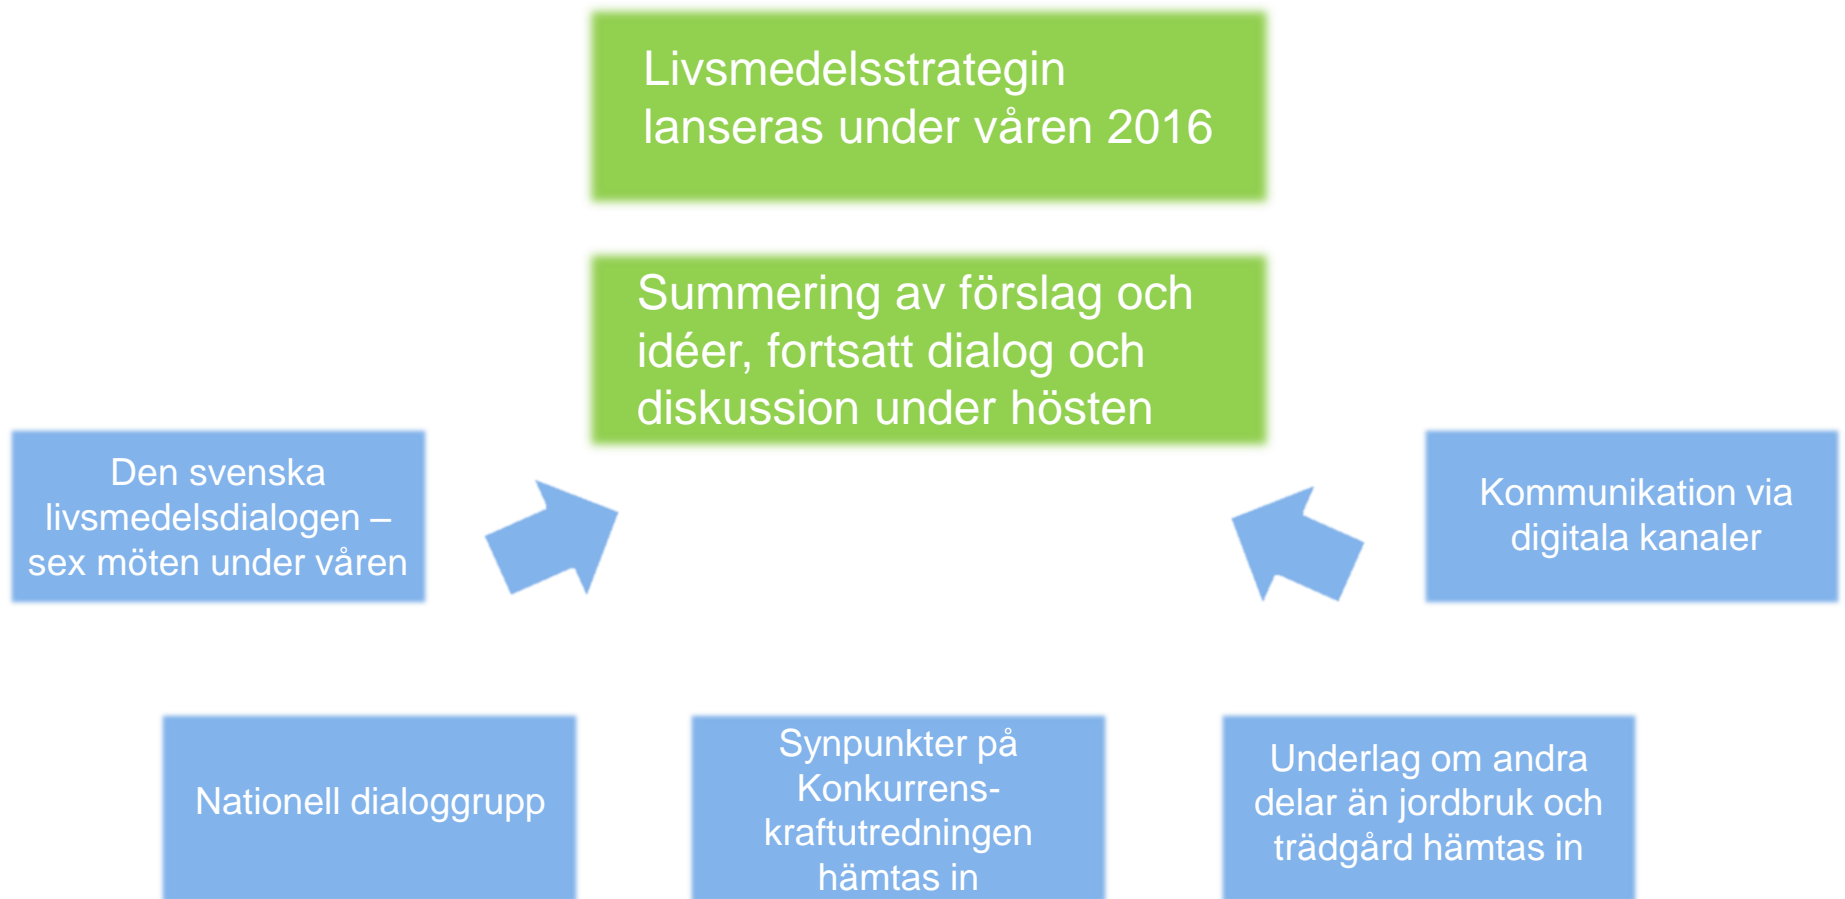 Livsmedelsstrategin
lanseras under våren 2016
Summering av förslag och
idéer, fortsatt dialog och
diskussion under hösten
Den svenska
livsmedelsdialogen –
sex möten under våren
Kommunikation via
digitala kanaler
Nationell dialoggrupp
Synpunkter på
Konkurrens-
kraftutredningen
hämtas in
Underlag om andra
delar än jordbruk och
trädgård hämtas in